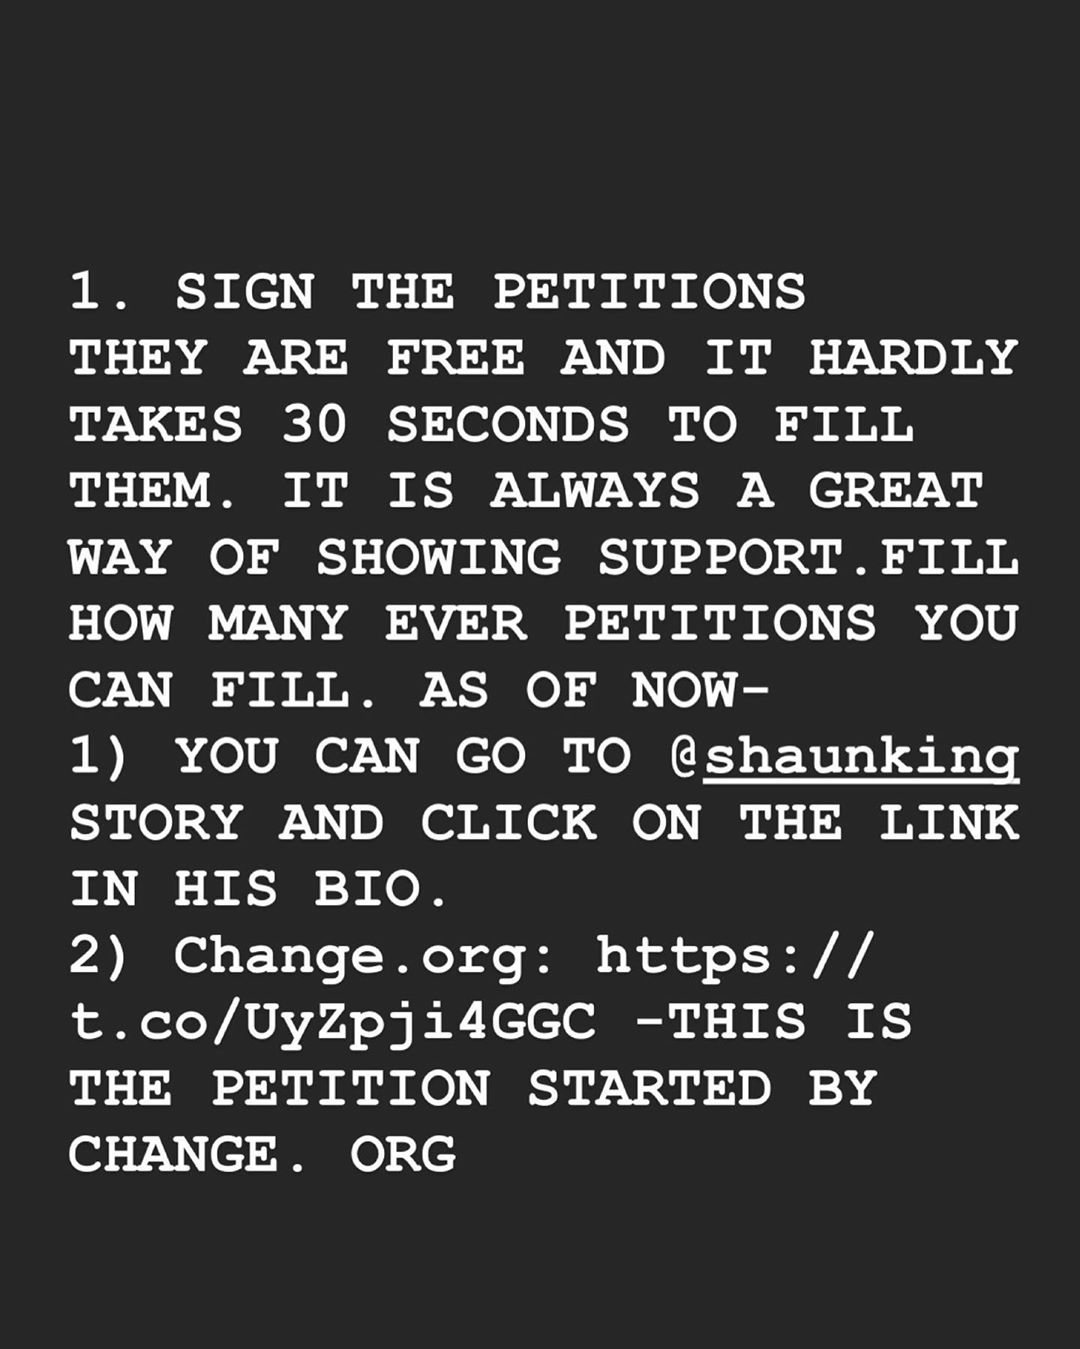 1. SIGN THE PETITIONS
THEY ARE FREE AND IT HARDLY
TAKES 30 SECONDS TO FILL
THEM. IT IS ALWAYS A GREAT
WAY OF SHOWING SUPPORT.FILL
HOW MANY EVER PETITIONS YOU
CAN FILL. AS OF NOW-
1) YOU CAN GO TO @shaunking
STORY AND CLICK ON THE LINK
IN HIS BIO.
2) Change.org: https://
t.co/UyZpji4GGC -THIS IS
THE PETITION STARTED BY
CHANGE. ORG